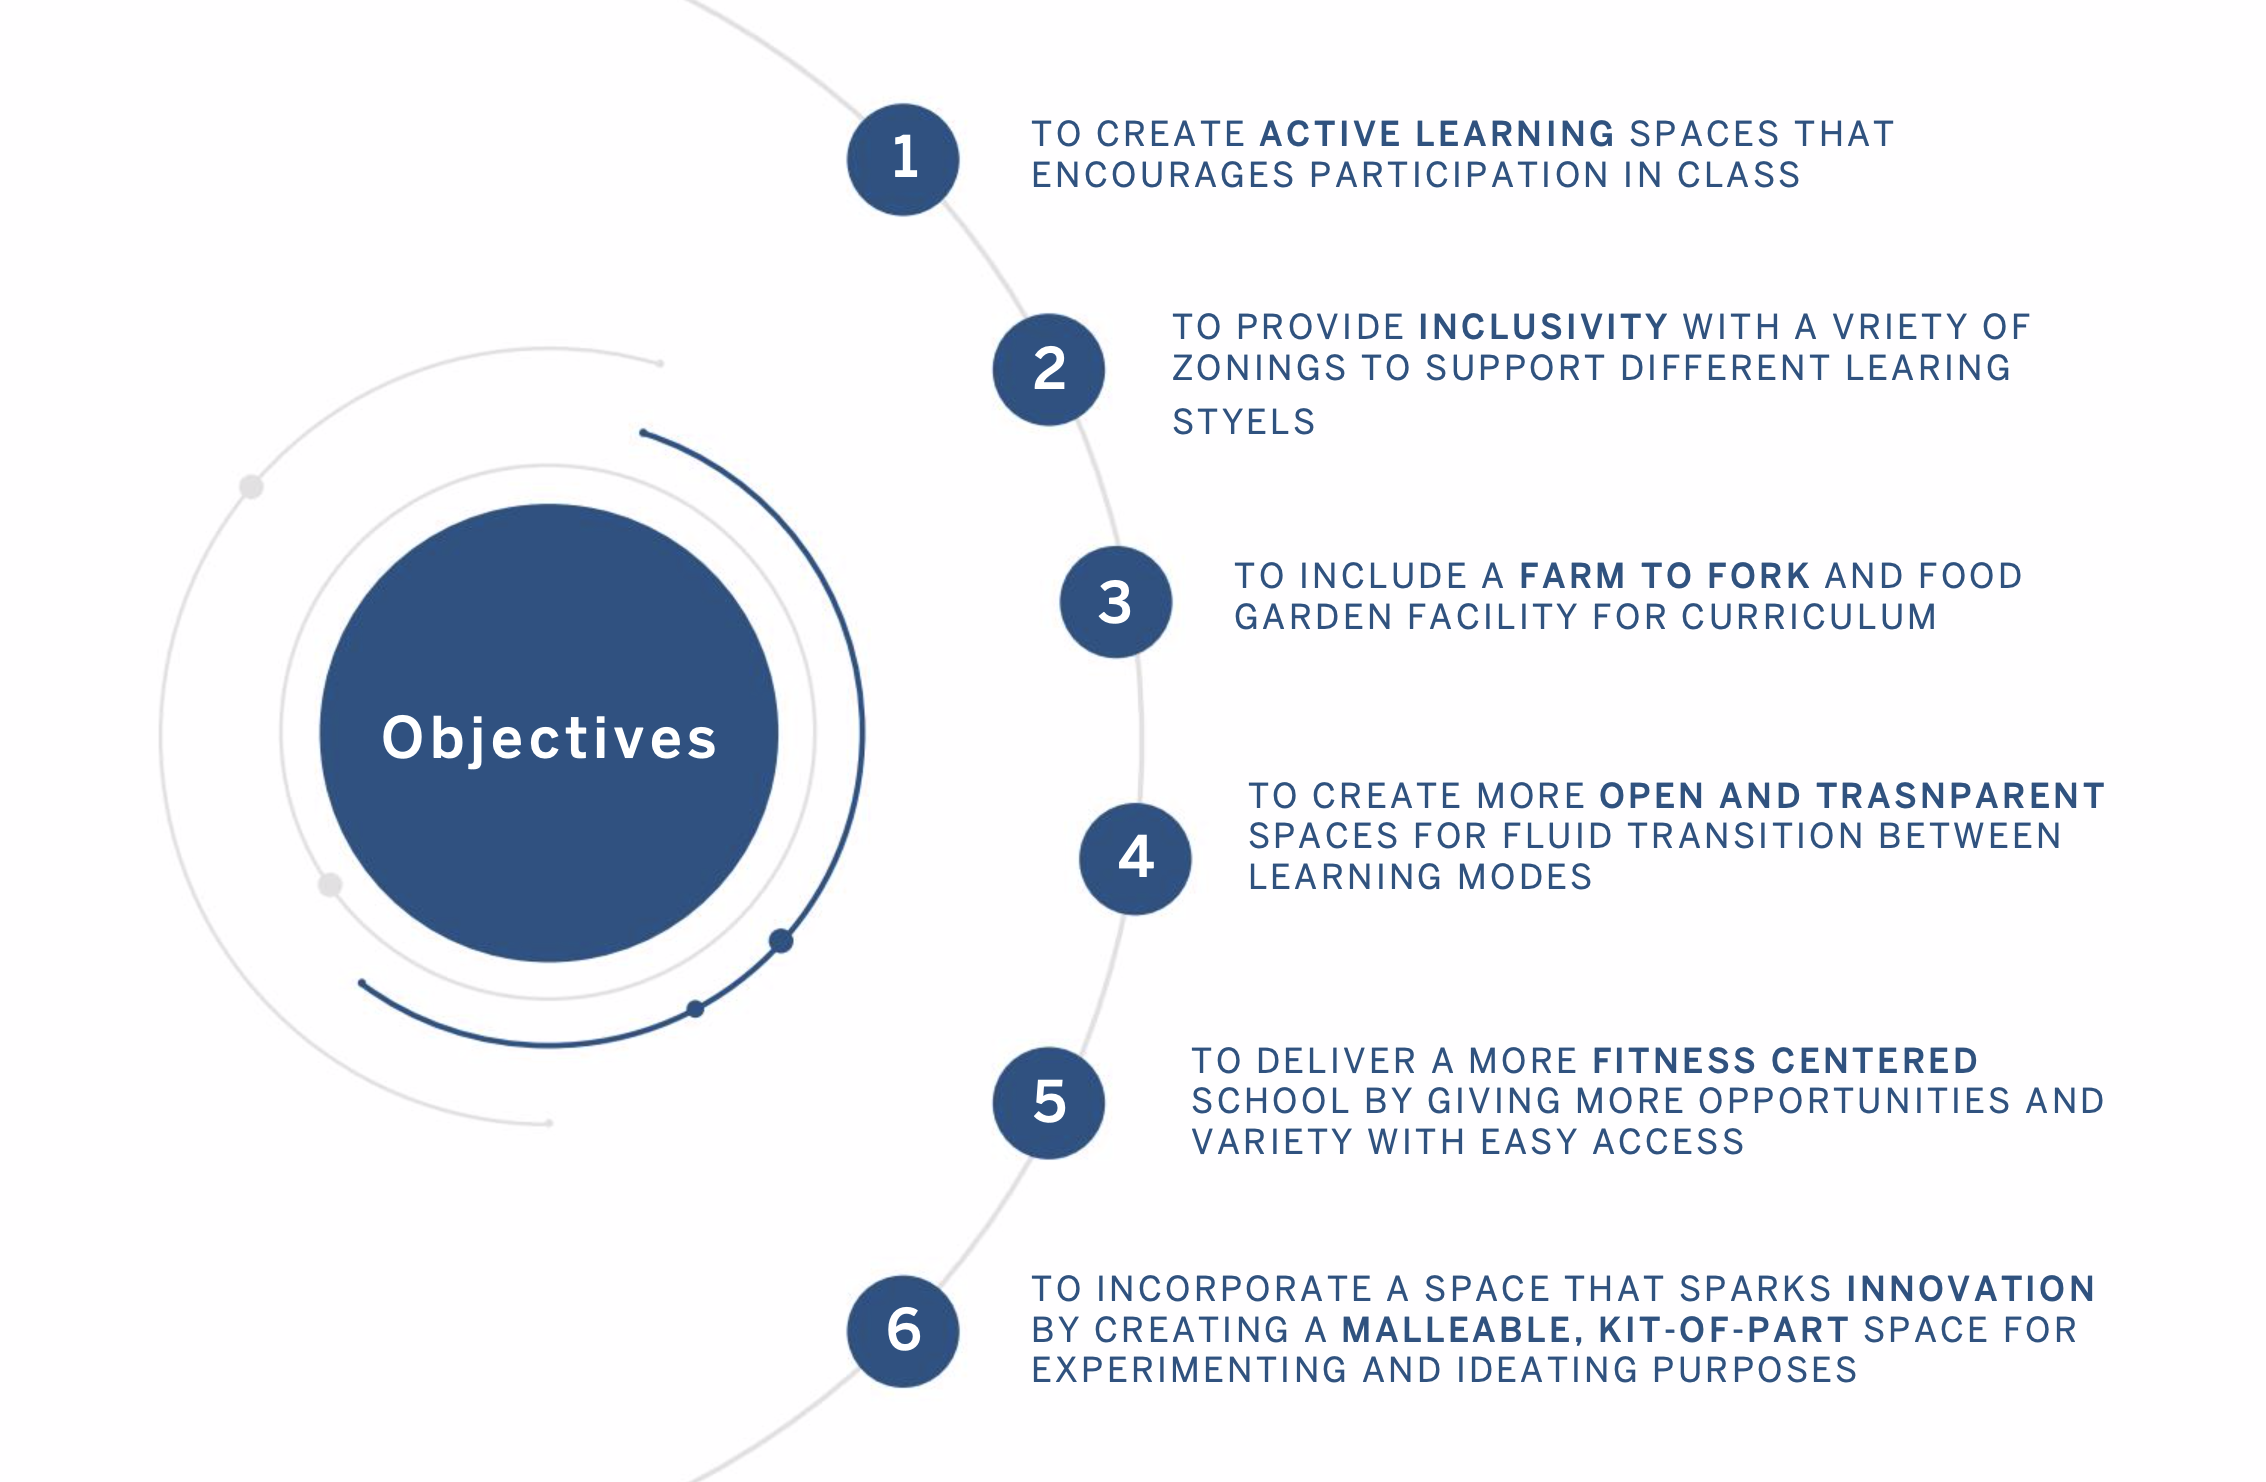 Objectives
1
TO CREATE ACTIVE LEARNING SPACES THAT
ENCOURAGES PARTICIPATION IN CLASS
2
TO PROVIDE INCLUSIVITY WITH A VRIETY OF
ZONINGS TO SUPPORT DIFFERENT LEARING
STYELS
3
TO INCLUDE A FARM TO FORK AND FOOD
GARDEN FACILITY FOR CURRICULUM
4
TO CREATE MORE OPEN AND TRASNPARENT
SPACES FOR FLUID TRANSITION BETWEEN
LEARNING MODES
5
TO DELIVER A MORE FITNESS CENTERED
SCHOOL BY GIVING MORE OPPORTUNITIES AND
VARIETY WITH EASY ACCESS
6
TO INCORPORATE A SPACE THAT SPARKS INNOVATION
BY CREATING A MALLEABLE, KIT-OF-PART SPACE FOR
EXPERIMENTING AND IDEATING PURPOSES